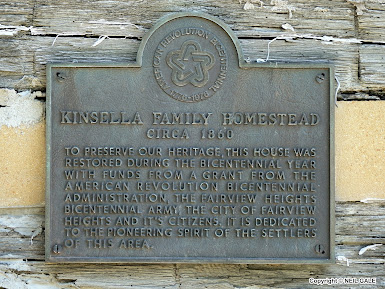 AMERICAN REVOLUTION BICENTENNIAL
1776-1976
KINSELLA FAMILY HOMESTEAD
CIRCA 1860
TO PRESERVE OUR HERITAGE, THIS HOUSE WAS
RESTORED DURING THE BICENTENNIAL YEAR
WITH FUNDS FROM A GRANT FROM THE
AMERICAN REVOLUTION BICENTENNIAL
ADMINISTRATION, THE FAIRVIEW HEIGHTS
BICENTENNIAL ARMY, THE CITY OF FAIRVIEW
HEIGHTS AND IT'S CITIZENS. IT IS DEDICATED
TO THE PIONEERING SPIRIT OF THE SETTLERS
OF THIS AREA.
Copyright © NEIL GALE